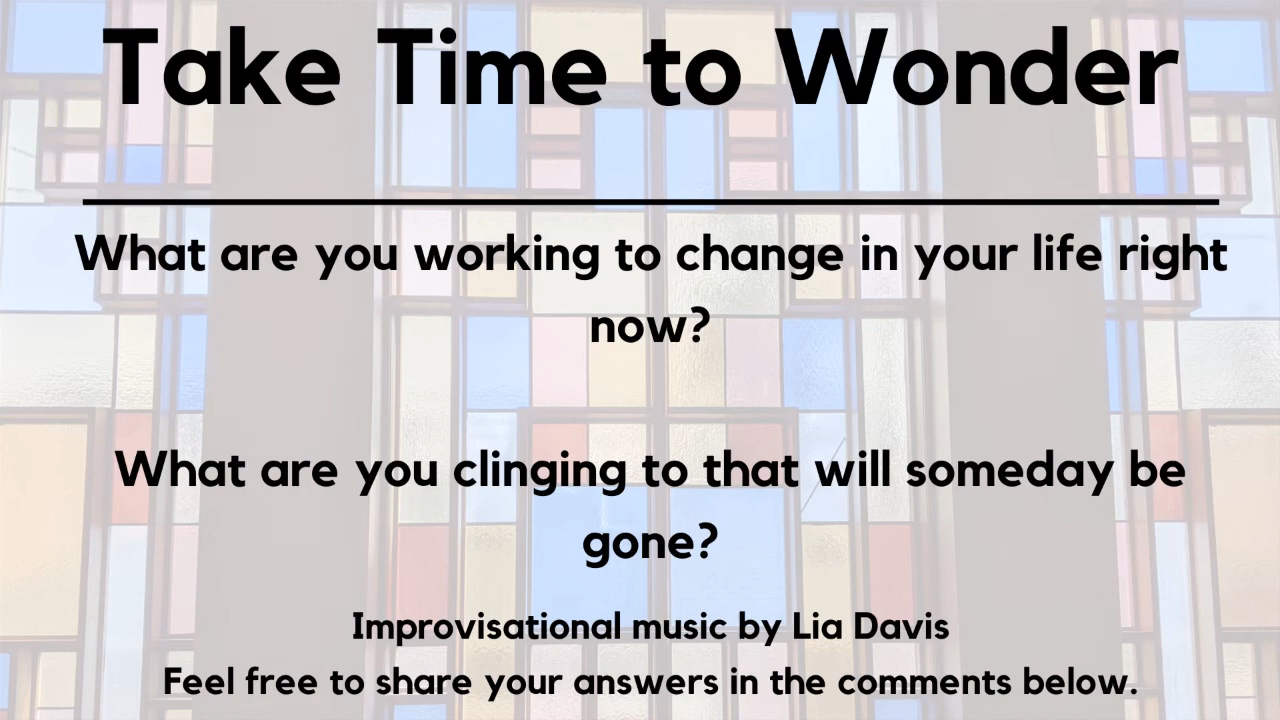 Take Time to Wonder
What are you working to change in your life right
now?
What are you clinging to that will someday be
gone?
Improvisational music by Lia Davis
Feel free to share your answers in the comments below.